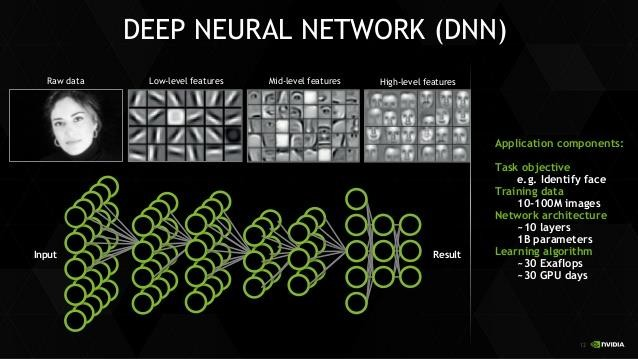 DEEP NEURAL NETWORK (DNN)
Raw data
Low-level features
Mid-level features
High-level features
Input
Result
Application components:
Task objective
e.g. Identify face
Training data
10-100M images
Network architecture
~10 layers
1B parameters
Learning algorithm
~30 Exaflops
~30 GPU days
12
NVIDIA.